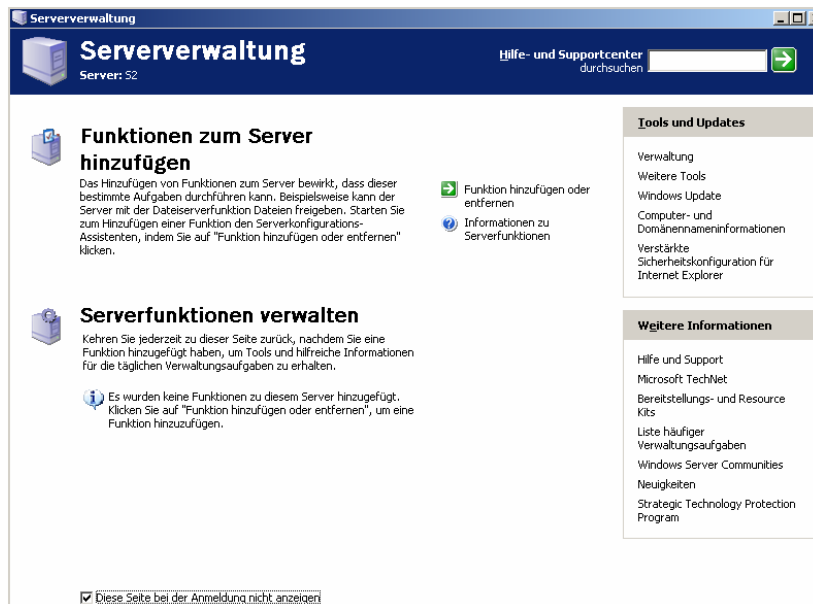 Serververwaltung
Serververwaltung
Server: S2
Hilfe- und Supportcenter
durchsuchen
Funktionen zum Server
hinzufügen
Das Hinzufügen von Funktionen zum Server bewirkt, dass dieser
bestimmte Aufgaben durchführen kann. Beispielsweise kann der
Server mit der Dateiserverfunktion Dateien freigeben. Starten Sie
zum Hinzufügen einer Funktion den Serverkonfigurations-
Assistenten, indem Sie auf "Funktion hinzufügen oder entfernen"
klicken.
Funktion hinzufügen oder
entfernen
Informationen zu
Serverfunktionen
Serverfunktionen verwalten
Kehren Sie jederzeit zu dieser Seite zurück, nachdem Sie eine
Funktion hinzugefügt haben, um Tools und hilfreiche Informationen
für die täglichen Verwaltungsaufgaben zu erhalten.
Es wurden keine Funktionen zu diesem Server hinzugefügt.
Klicken Sie auf "Funktion hinzufügen oder entfernen", um eine
Funktion hinzuzufügen.
Tools und Updates
Verwaltung
Weitere Tools
Windows Update
Computer- und
Domänennameninformationen
Verstärkte
Sicherheitskonfiguration für
Internet Explorer
Weitere Informationen
Hilfe und Support
Microsoft TechNet
Bereitstellungs- und Resource
Kits
Liste häufiger
Verwaltungsaufgaben
Windows Server Communities
Neuigkeiten
Strategic Technology Protection
Program
Diese Seite bei der Anmeldung nicht anzeigen